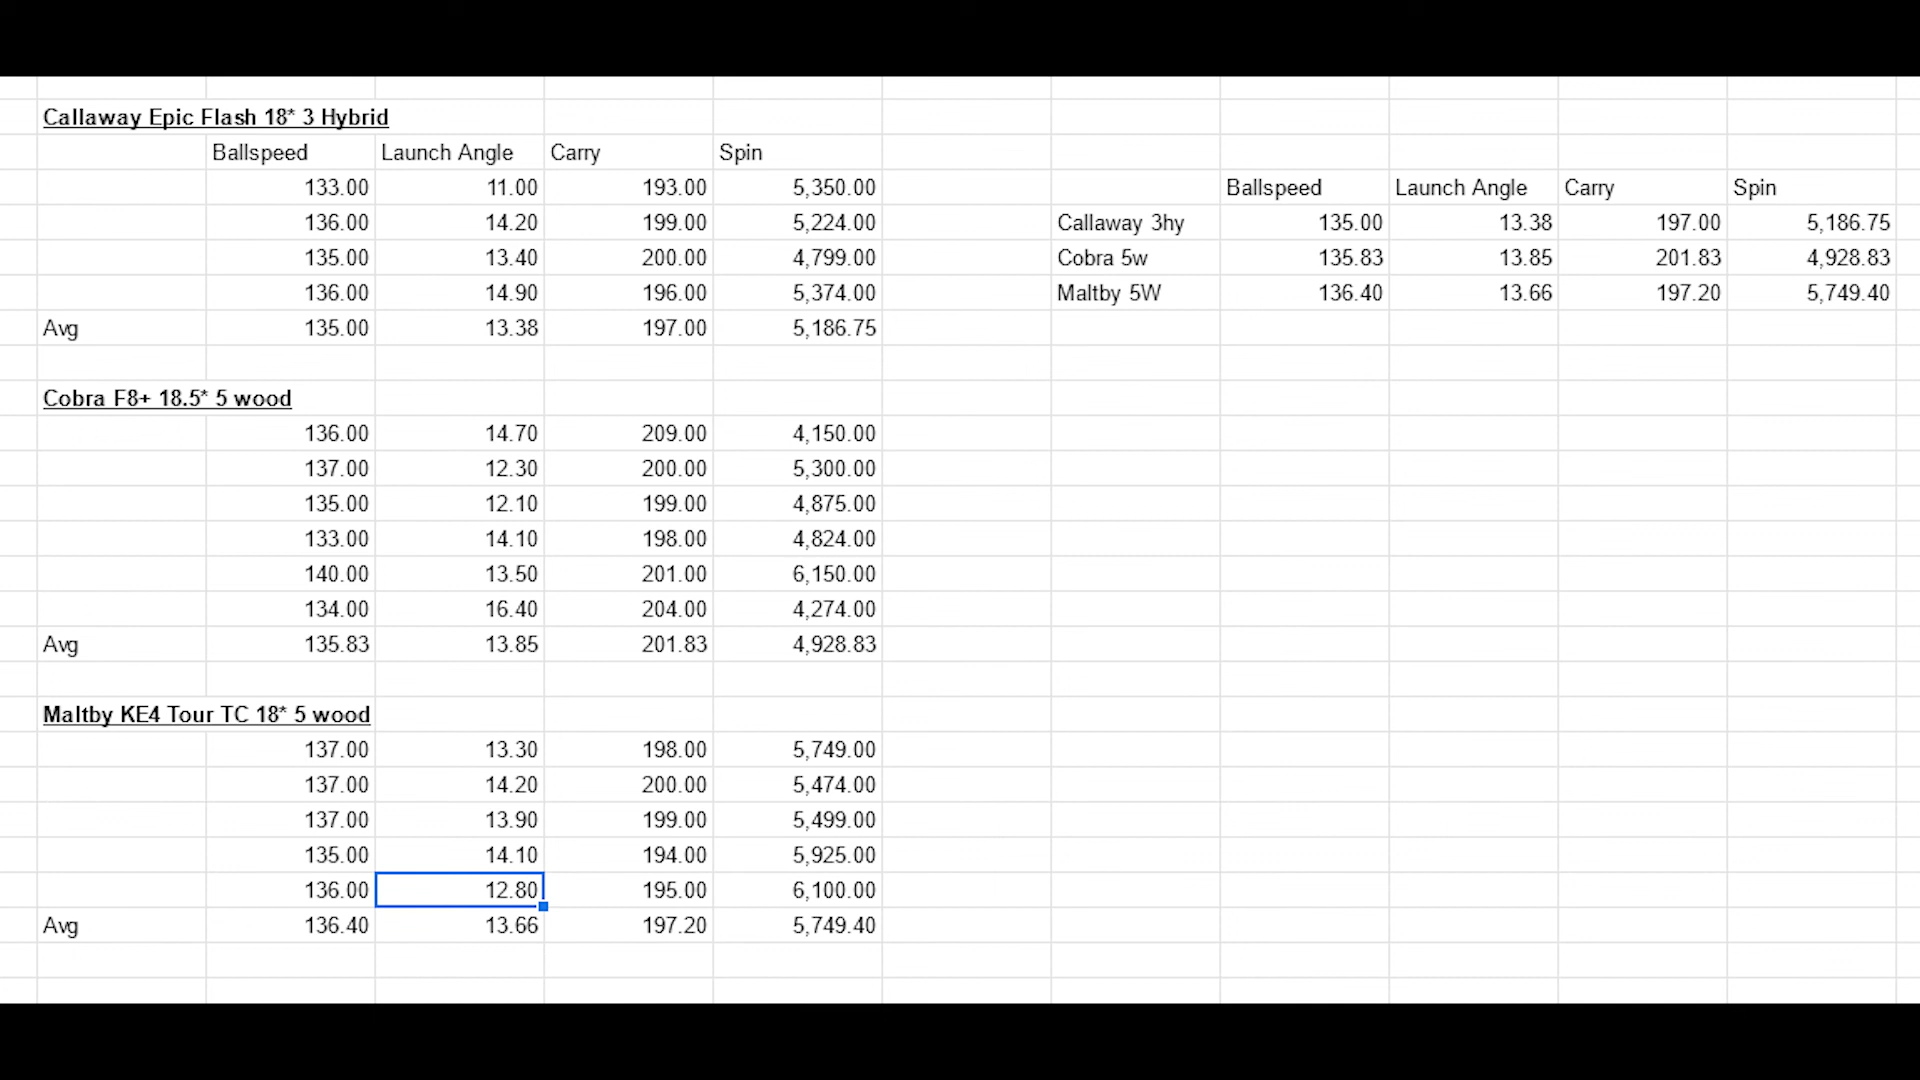 Callaway Epic Flash 18* 3 Hybrid
Ballspeed Launch Angle Carry Spin
133.00 11.00 193.00 5,350.00 Ballspeed Launch Angle Carry Spin
136.00 14.20 199.00 5,224.00 Callaway 3hy 135.00 13.38 197.00 5,186.75
135.00 13.40 200.00 4,799.00 Cobra 5w 135.83 13.85 201.83 4,928.83
136.00 14.90 196.00 5,374.00 Maltby 5W 136.40 13.66 197.20 5,749.40
Avg 135.00 13.38 197.00 5,186.75
Cobra F8+ 18.5* 5 wood
136.00 14.70 209.00 4,150.00
137.00 12.30 200.00 5,300.00
135.00 12.10 199.00 4,875.00
133.00 14.10 198.00 4,824.00
140.00 13.50 201.00 6,150.00
134.00 16.40 204.00 4,274.00
Avg 135.83 13.85 201.83 4,928.83
Maltby KE4 Tour TC 18* 5 wood
137.00 13.30 198.00 5,749.00
137.00 14.20 200.00 5,474.00
137.00 13.90 199.00 5,499.00
135.00 14.10 194.00 5,925.00
136.00 12.80 195.00 6,100.00
Avg 136.40 13.66 197.20 5,749.40